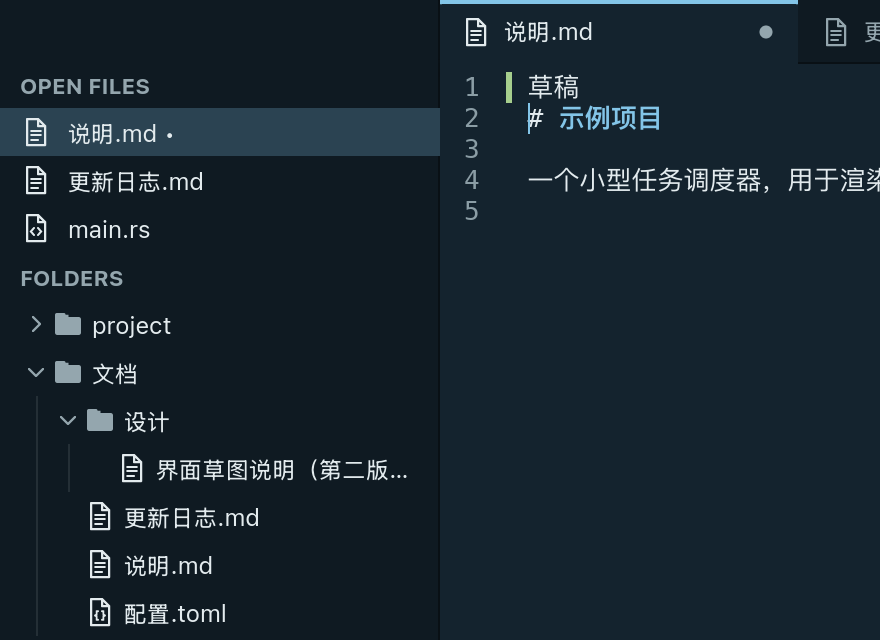 OPEN FILES
说明.md •
更新日志.md
main.rs
FOLDERS
project
文档
设计
界面草图说明（第二版...
更新日志.md
说明.md
配置.toml
说明.md
更
1 草稿
2 # 示例项目
3
4 一个小型任务调度器，用于渲染
5